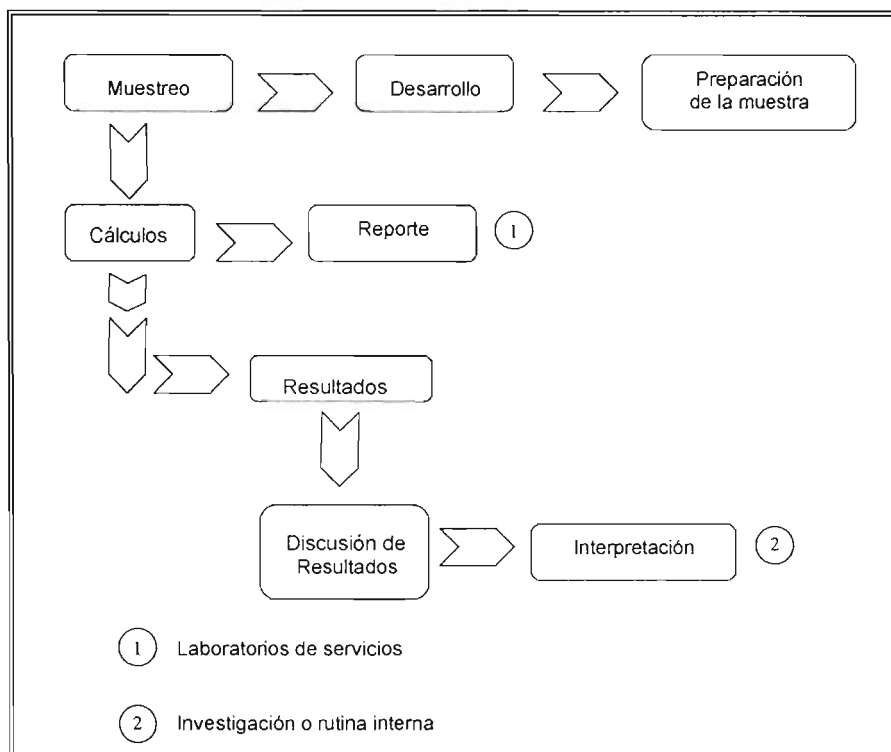 Muestreo
Desarrollo
Preparación
de la muestra
Cálculos
Reporte
1
Resultados
Discusión de
Resultados
Interpretación
2
1 Laboratorios de servicios
2 Investigación o rutina interna